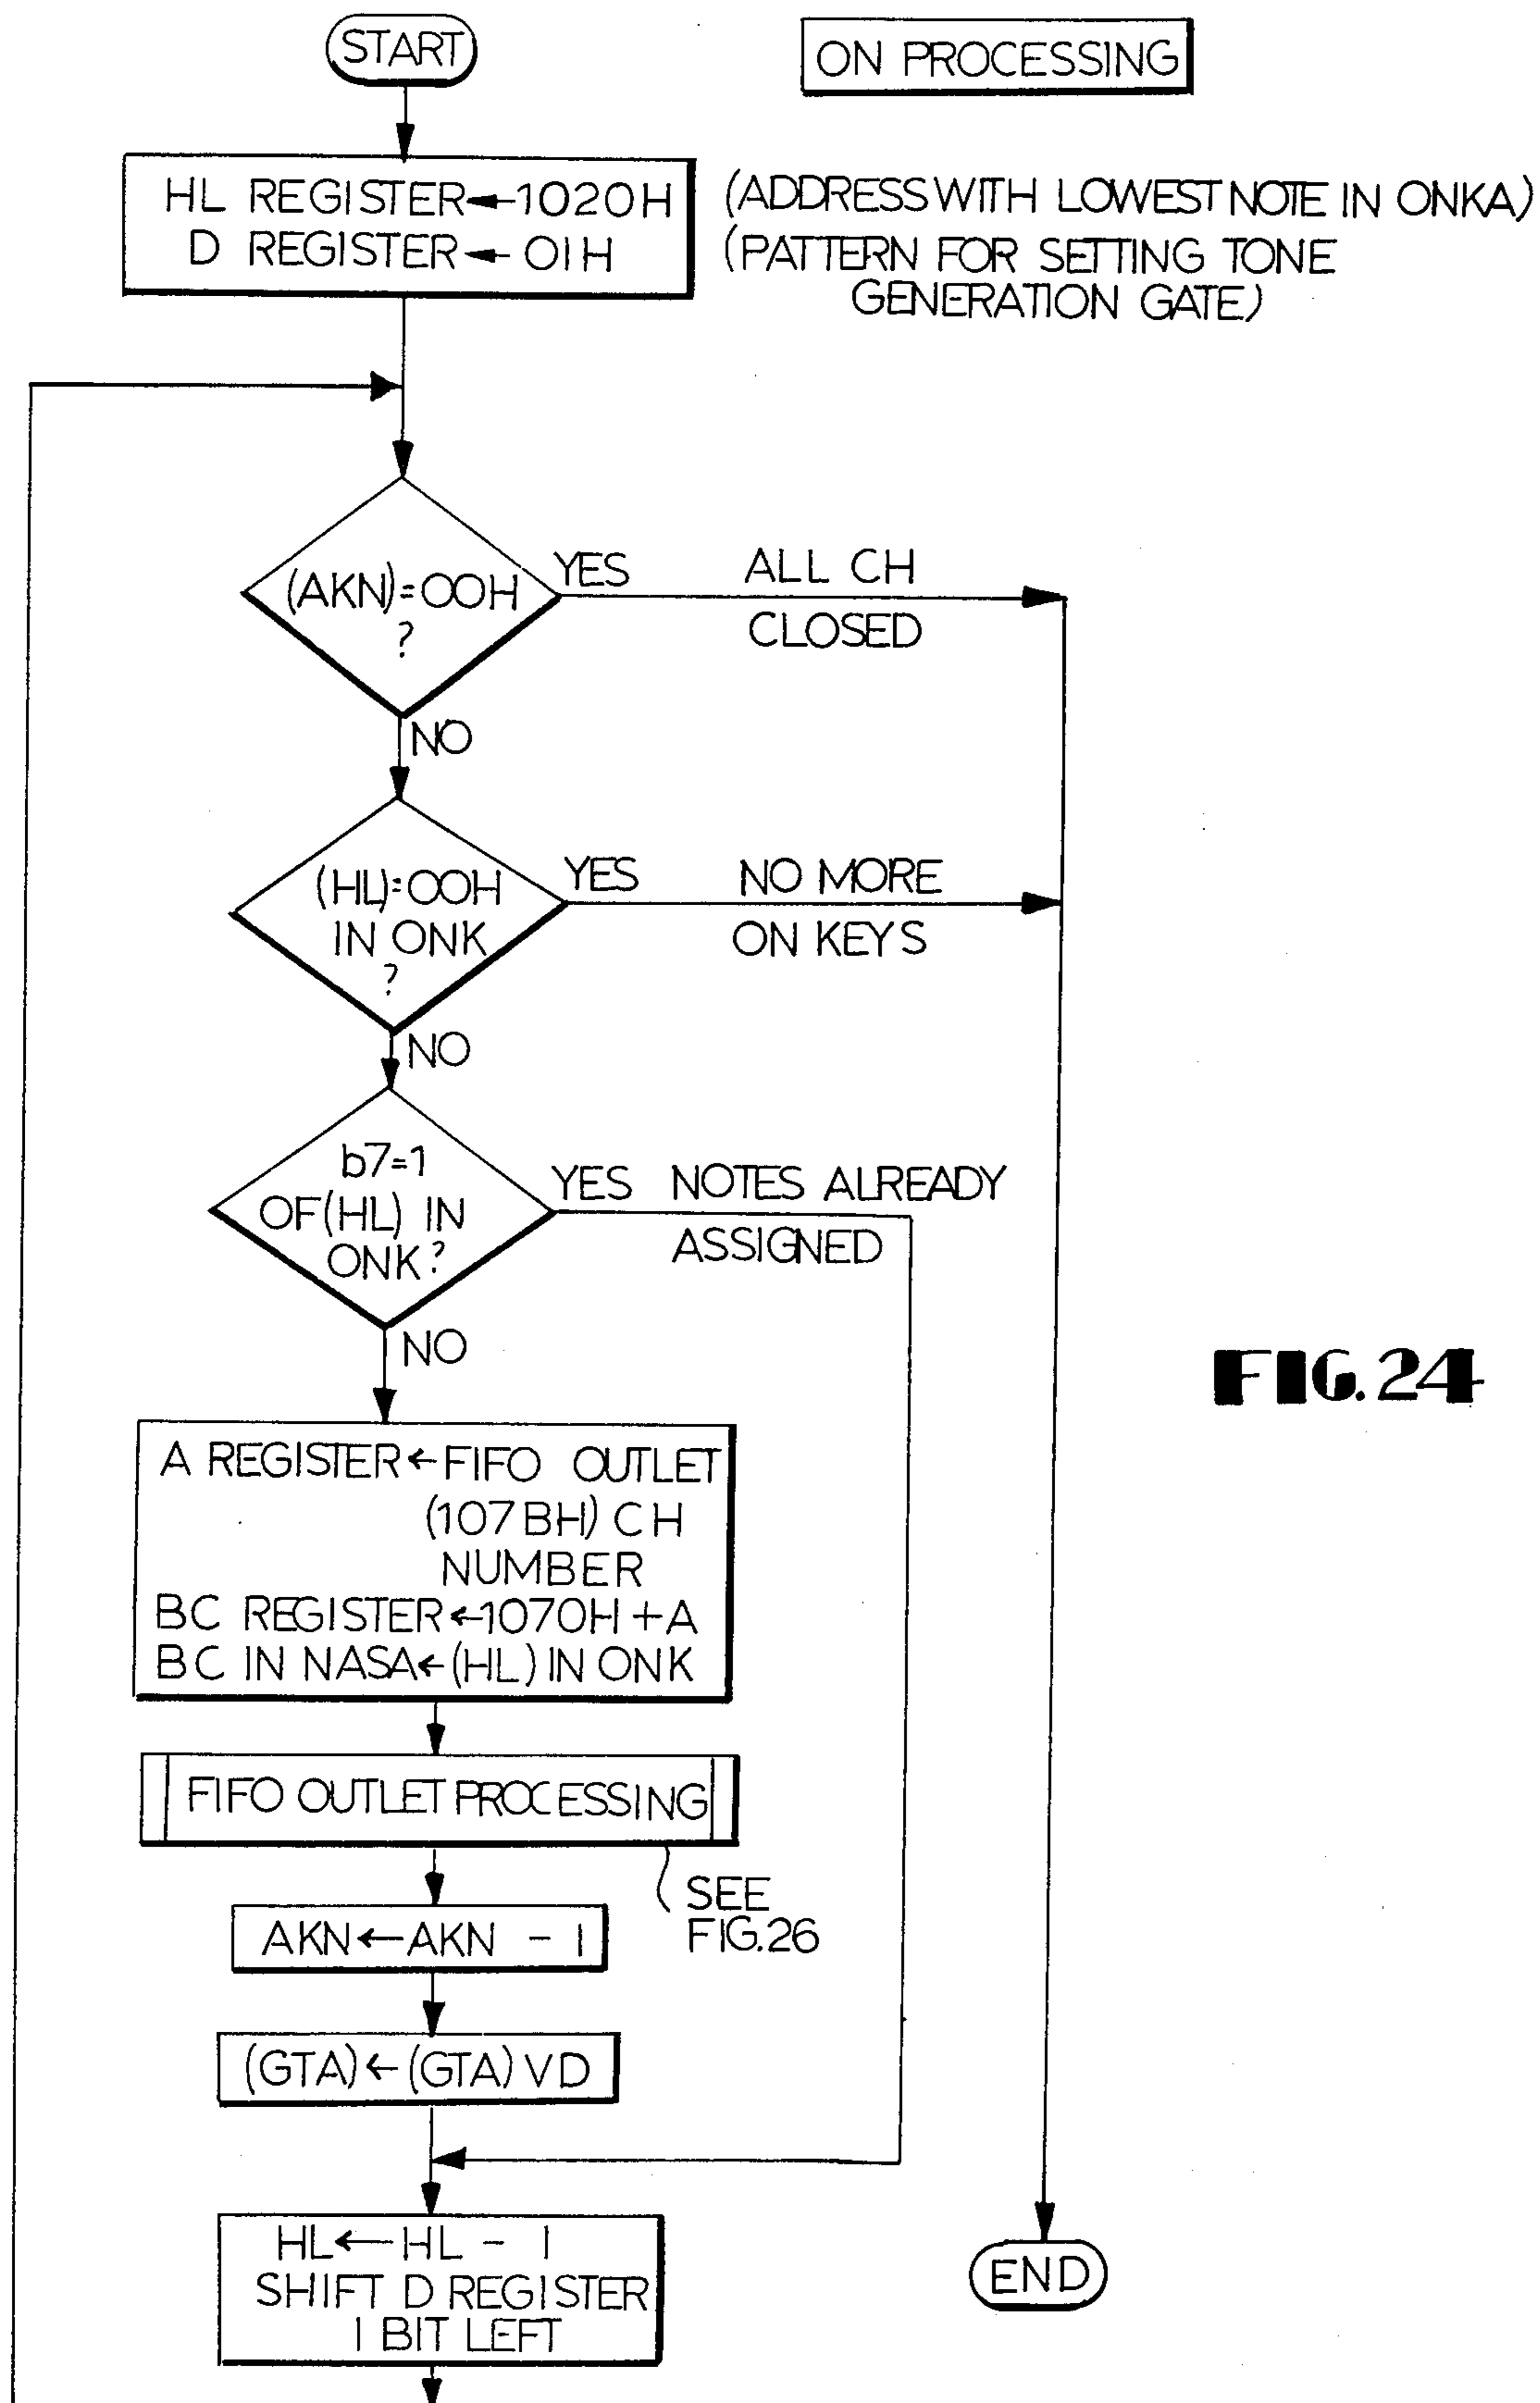 START
ON PROCESSING
HL REGISTER←1020H
D REGISTER← 01H
(ADDRESS WITH LOWEST NOTE IN ONKA)
(PATTERN FOR SETTING TONE
GENERATION GATE)
(AKN)=00H
?
YES
ALL CH
CLOSED
NO
(HL)=00H
IN ONK
?
YES
NO MORE
ON KEYS
NO
b7=1
OF (HL) IN
ONK?
YES
NOTES ALREADY
ASSIGNED
NO
A REGISTER←FIFO OUTLET
(107BH) CH
NUMBER
BC REGISTER←1070H+A
BC IN NASA←(HL) IN ONK
FIFO OUTLET PROCESSING
SEE
FIG.26
AKN←AKN - 1
(GTA)←(GTA) V D
HL←HL - 1
SHIFT D REGISTER
1 BIT LEFT
END
FIG.24